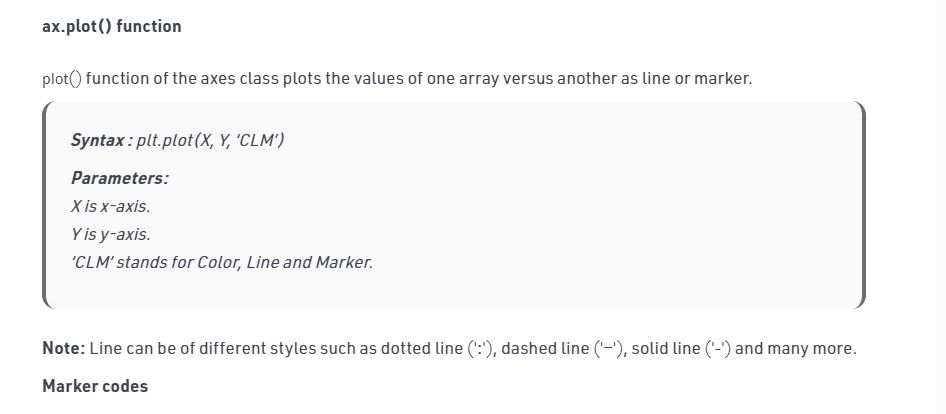 ax.plot() function
plot() function of the axes class plots the values of one array versus another as line or marker.
Syntax : plt.plot(X, Y, ‘CLM’)
Parameters:
X is x-axis.
Y is y-axis.
‘CLM’ stands for Color, Line and Marker.
Note: Line can be of different styles such as dotted line (':'), dashed line ('—'), solid line ('-') and many more.
Marker codes